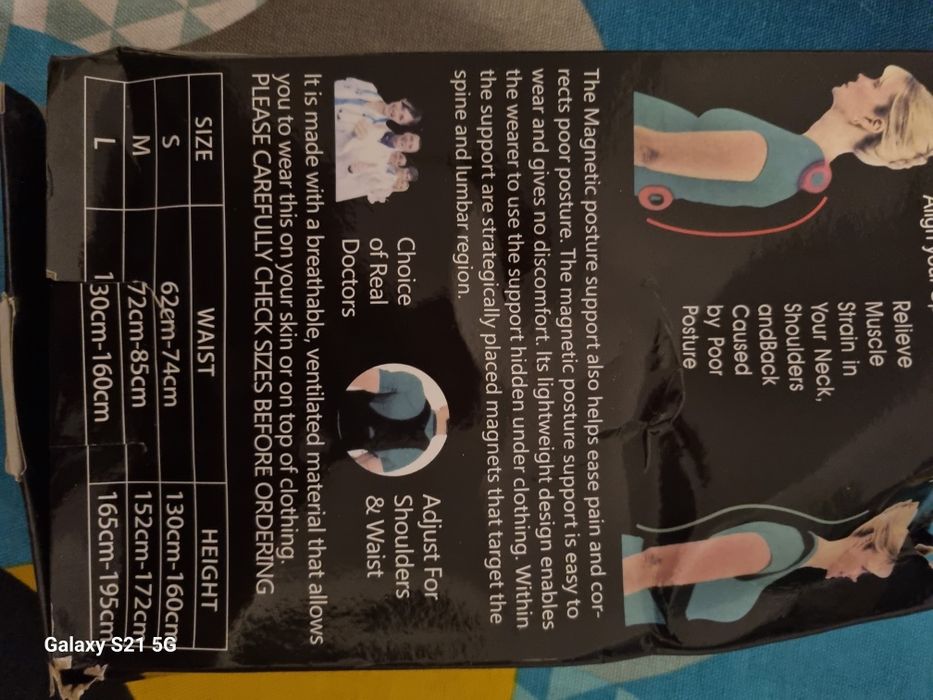 Align your
Relieve
Muscle
Strain in
Your Neck,
Shoulders
andBack
Caused
by Poor
Posture
The Magnetic posture support also helps ease pain and cor-
rects poor posture. The magnetic posture support is easy to
wear and gives no discomfort. Its lightweight design enables
the wearer to use the support hidden under clothing. Within
the support are strategically placed magnets that target the
spine and lumbar region.
Choice
of Real
Doctors
Adjust For
Shoulders
& Waist
It is made with a breathable, ventilated material that allows
you to wear this on your skin or on top of clothing.
PLEASE CAREFULLY CHECK SIZES BEFORE ORDERING
SIZE WAIST HEIGHT
S 62cm-74cm 130cm-160cm
M 72cm-85cm 152cm-172cm
L 130cm-160cm 165cm-195cm
Galaxy S21 5G